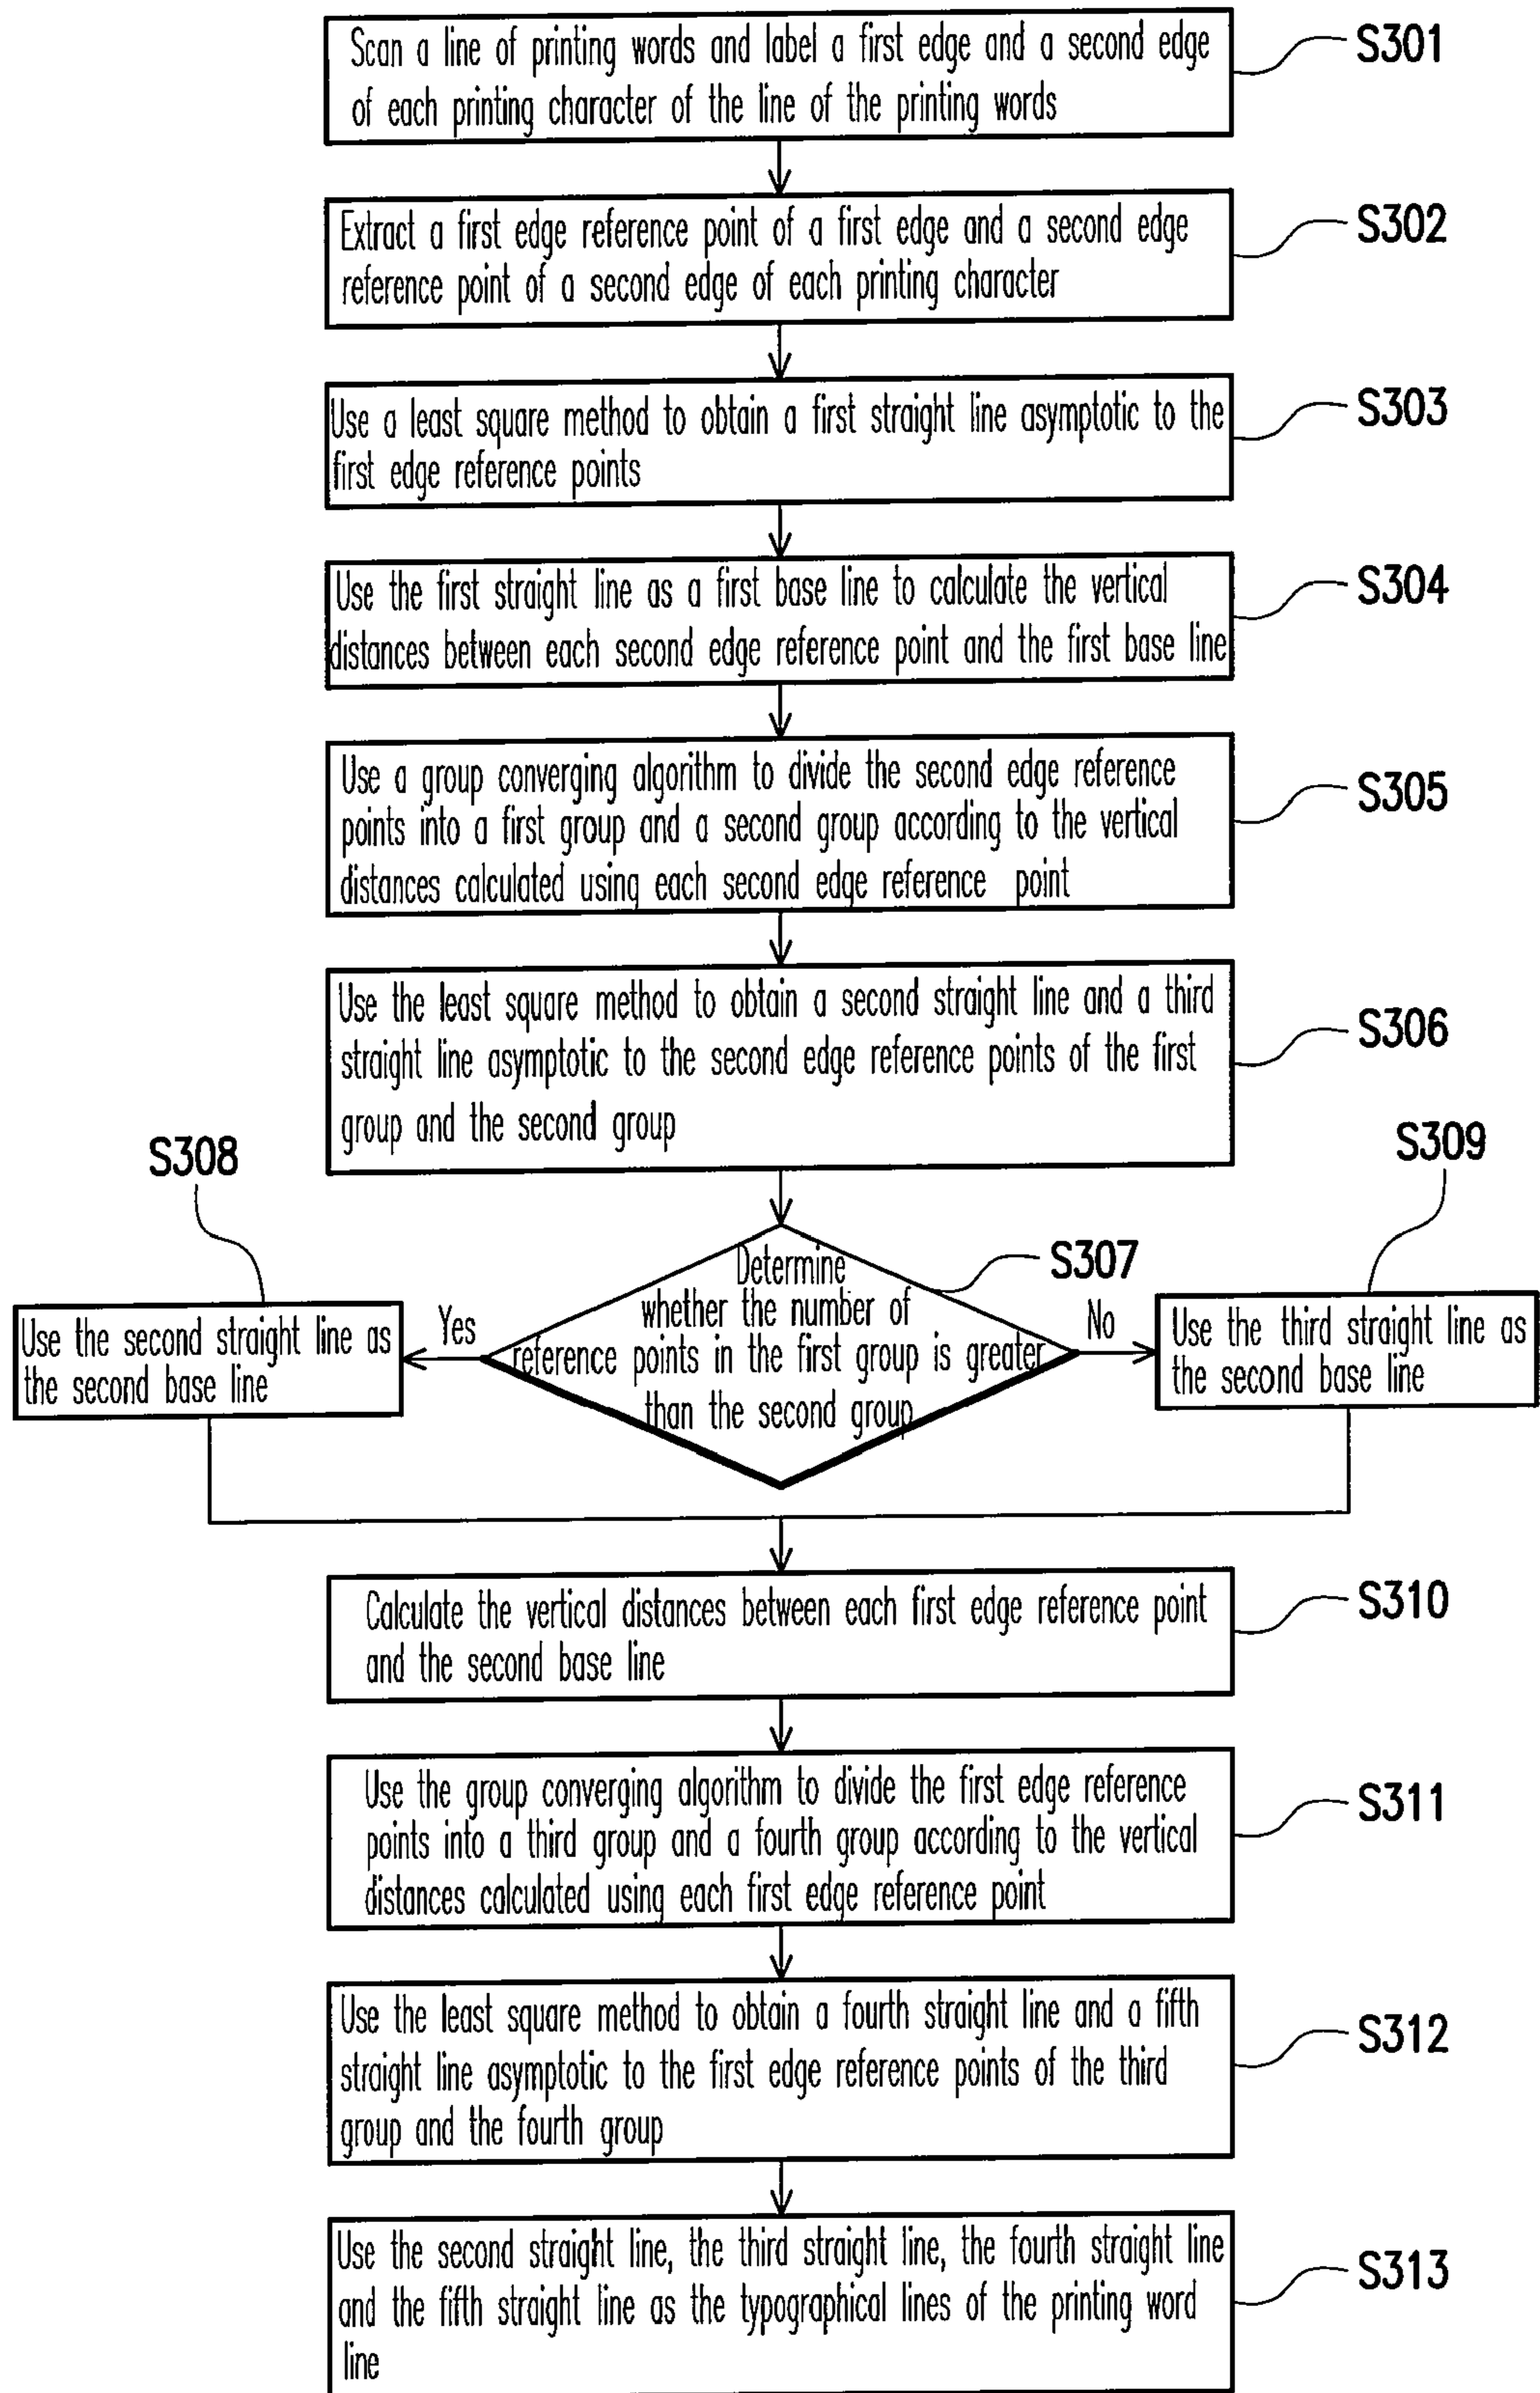 Scan a line of printing words and label a first edge and a second edge
of each printing character of the line of the printing words
S301
Extract a first edge reference point of a first edge and a second edge
reference point of a second edge of each printing character
S302
Use a least square method to obtain a first straight line asymptotic to the
first edge reference points
S303
Use the first straight line as a first base line to calculate the vertical
distances between each second edge reference point and the first base line
S304
Use a group converging algorithm to divide the second edge reference
points into a first group and a second group according to the vertical
distances calculated using each second edge reference point
S305
Use the least square method to obtain a second straight line and a third
straight line asymptotic to the second edge reference points of the first
group and the second group
S306
S308
Use the second straight line as
the second base line
Yes
Determine
whether the number of
reference points in the first group is greater
than the second group
S307
No
S309
Use the third straight line as
the second base line
Calculate the vertical distances between each first edge reference point
and the second base line
S310
Use the group converging algorithm to divide the first edge reference
points into a third group and a fourth group according to the vertical
distances calculated using each first edge reference point
S311
Use the least square method to obtain a fourth straight line and a fifth
straight line asymptotic to the first edge reference points of the third
group and the fourth group
S312
Use the second straight line, the third straight line, the fourth straight line
and the fifth straight line as the typographical lines of the printing word
line
S313